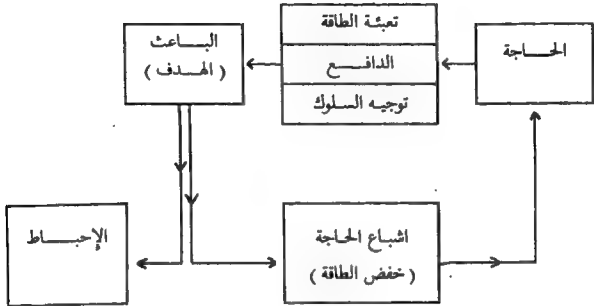 الحاجة
تعبئة الطاقة
الدافع
توجيه السلوك
الباعث
( الهدف )
اشباع الحاجة
( خفض الطاقة )
الإحباط